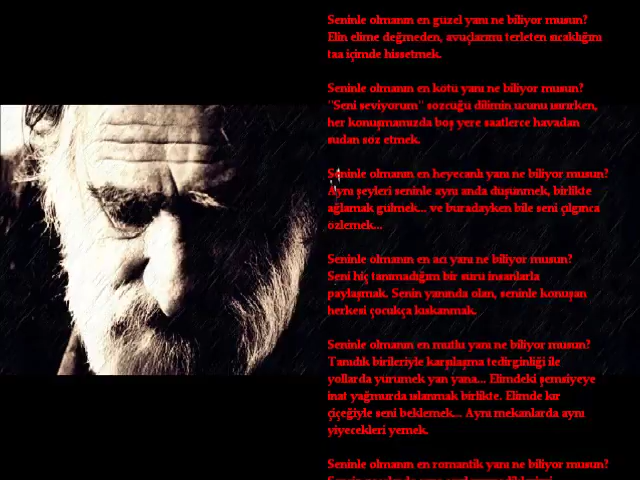 Seninle olmanın en güzel yanı ne biliyor musun?
Elin elime değmeden, avuçlarımı terleten sıcaklığını
taa içimde hissetmek.
Seninle olmanın en kötü yanı ne biliyor musun?
"Seni seviyorum" sözcüğü dilimin ucunu ısırırken,
her konuşmamızda boş yere saatlerce havadan
sudan söz etmek.
Seninle olmanın en heyecanlı yanı ne biliyor musun?
Aynı şeyleri seninle aynı anda düşünmek, birlikte
ağlamak gülmek... ve buradayken bile seni çılgınca
özlemek...
Seninle olmanın en acı yanı ne biliyor musun?
Seni hiç tanımadığım bir sürü insanlarla
paylaşmak. Senin yanında olan, seninle konuşan
herkesi çocukça kıskanmak.
Seninle olmanın en mutlu yanı ne biliyor musun?
Tanıdık birileriyle karşılaşma tedirginliği ile
yollarda yürümek yan yana... Elimdeki şemsiyeye
inat yağmurda ıslanmak birlikte. Elimde kır
çiçeğiyle seni beklemek... Aynı mekanlarda aynı
yiyecekleri yemek.
Seninle olmanın en romantik yanı ne biliyor musun?